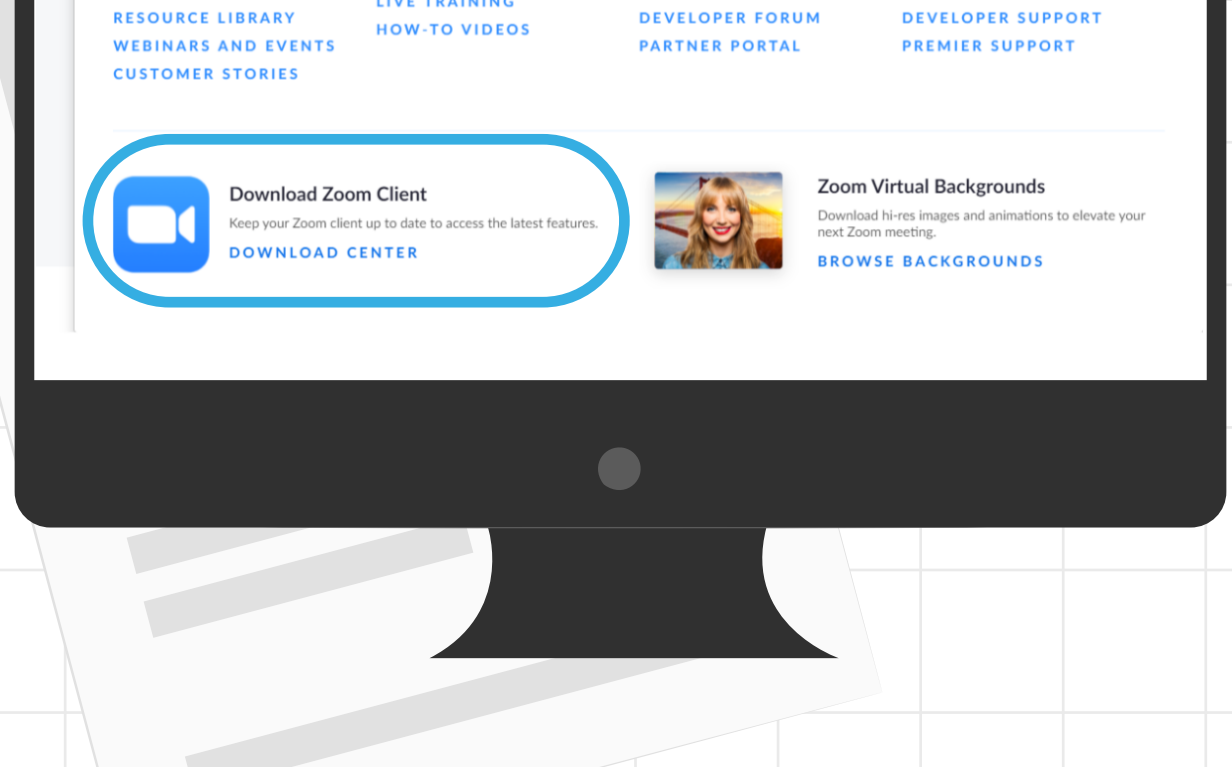 LIVE TRAINING
RESOURCE LIBRARY
HOW-TO VIDEOS
DEVELOPER FORUM
DEVELOPER SUPPORT
WEBINARS AND EVENTS
PARTNER PORTAL
PREMIER SUPPORT
CUSTOMER STORIES
Download Zoom Client
Keep your Zoom client up to date to access the latest features.
DOWNLOAD CENTER
Zoom Virtual Backgrounds
Download hi-res images and animations to elevate your
next Zoom meeting.
BROWSE BACKGROUNDS